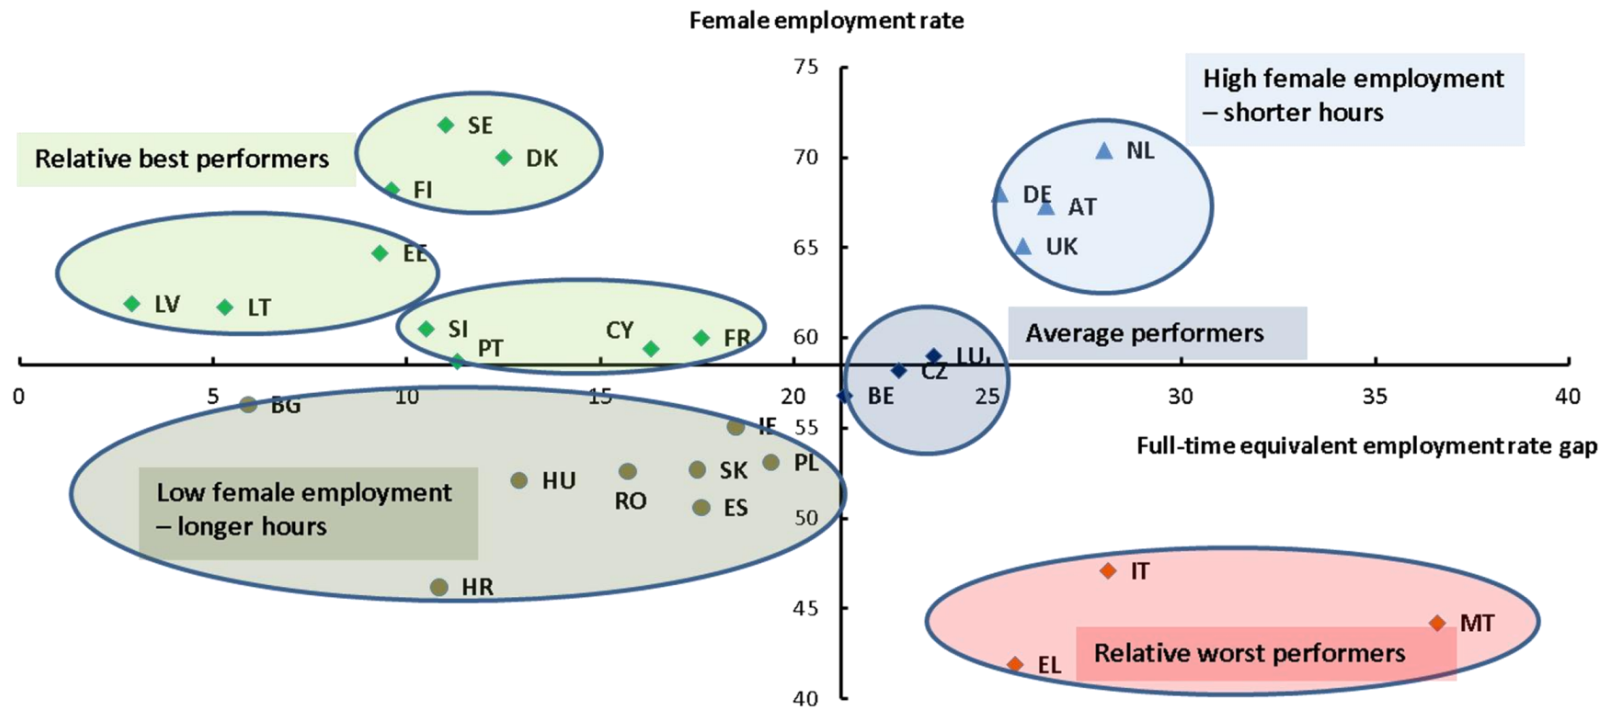 Female employment rate
75
High female employment
– shorter hours
SE
Relative best performers
DK
70
NL
FI
DE
AT
EE
65
UK
LV
LT
SI
CY
FR
60
Average performers
PT
LU
CZ
0
5
10
15
20
BE
25
30
35
40
BG
IE
55
Full-time equivalent employment rate gap
PL
SK
HU
Low female employment
– longer hours
RO
ES
50
IT
HR
45
MT
Relative worst performers
EL
40